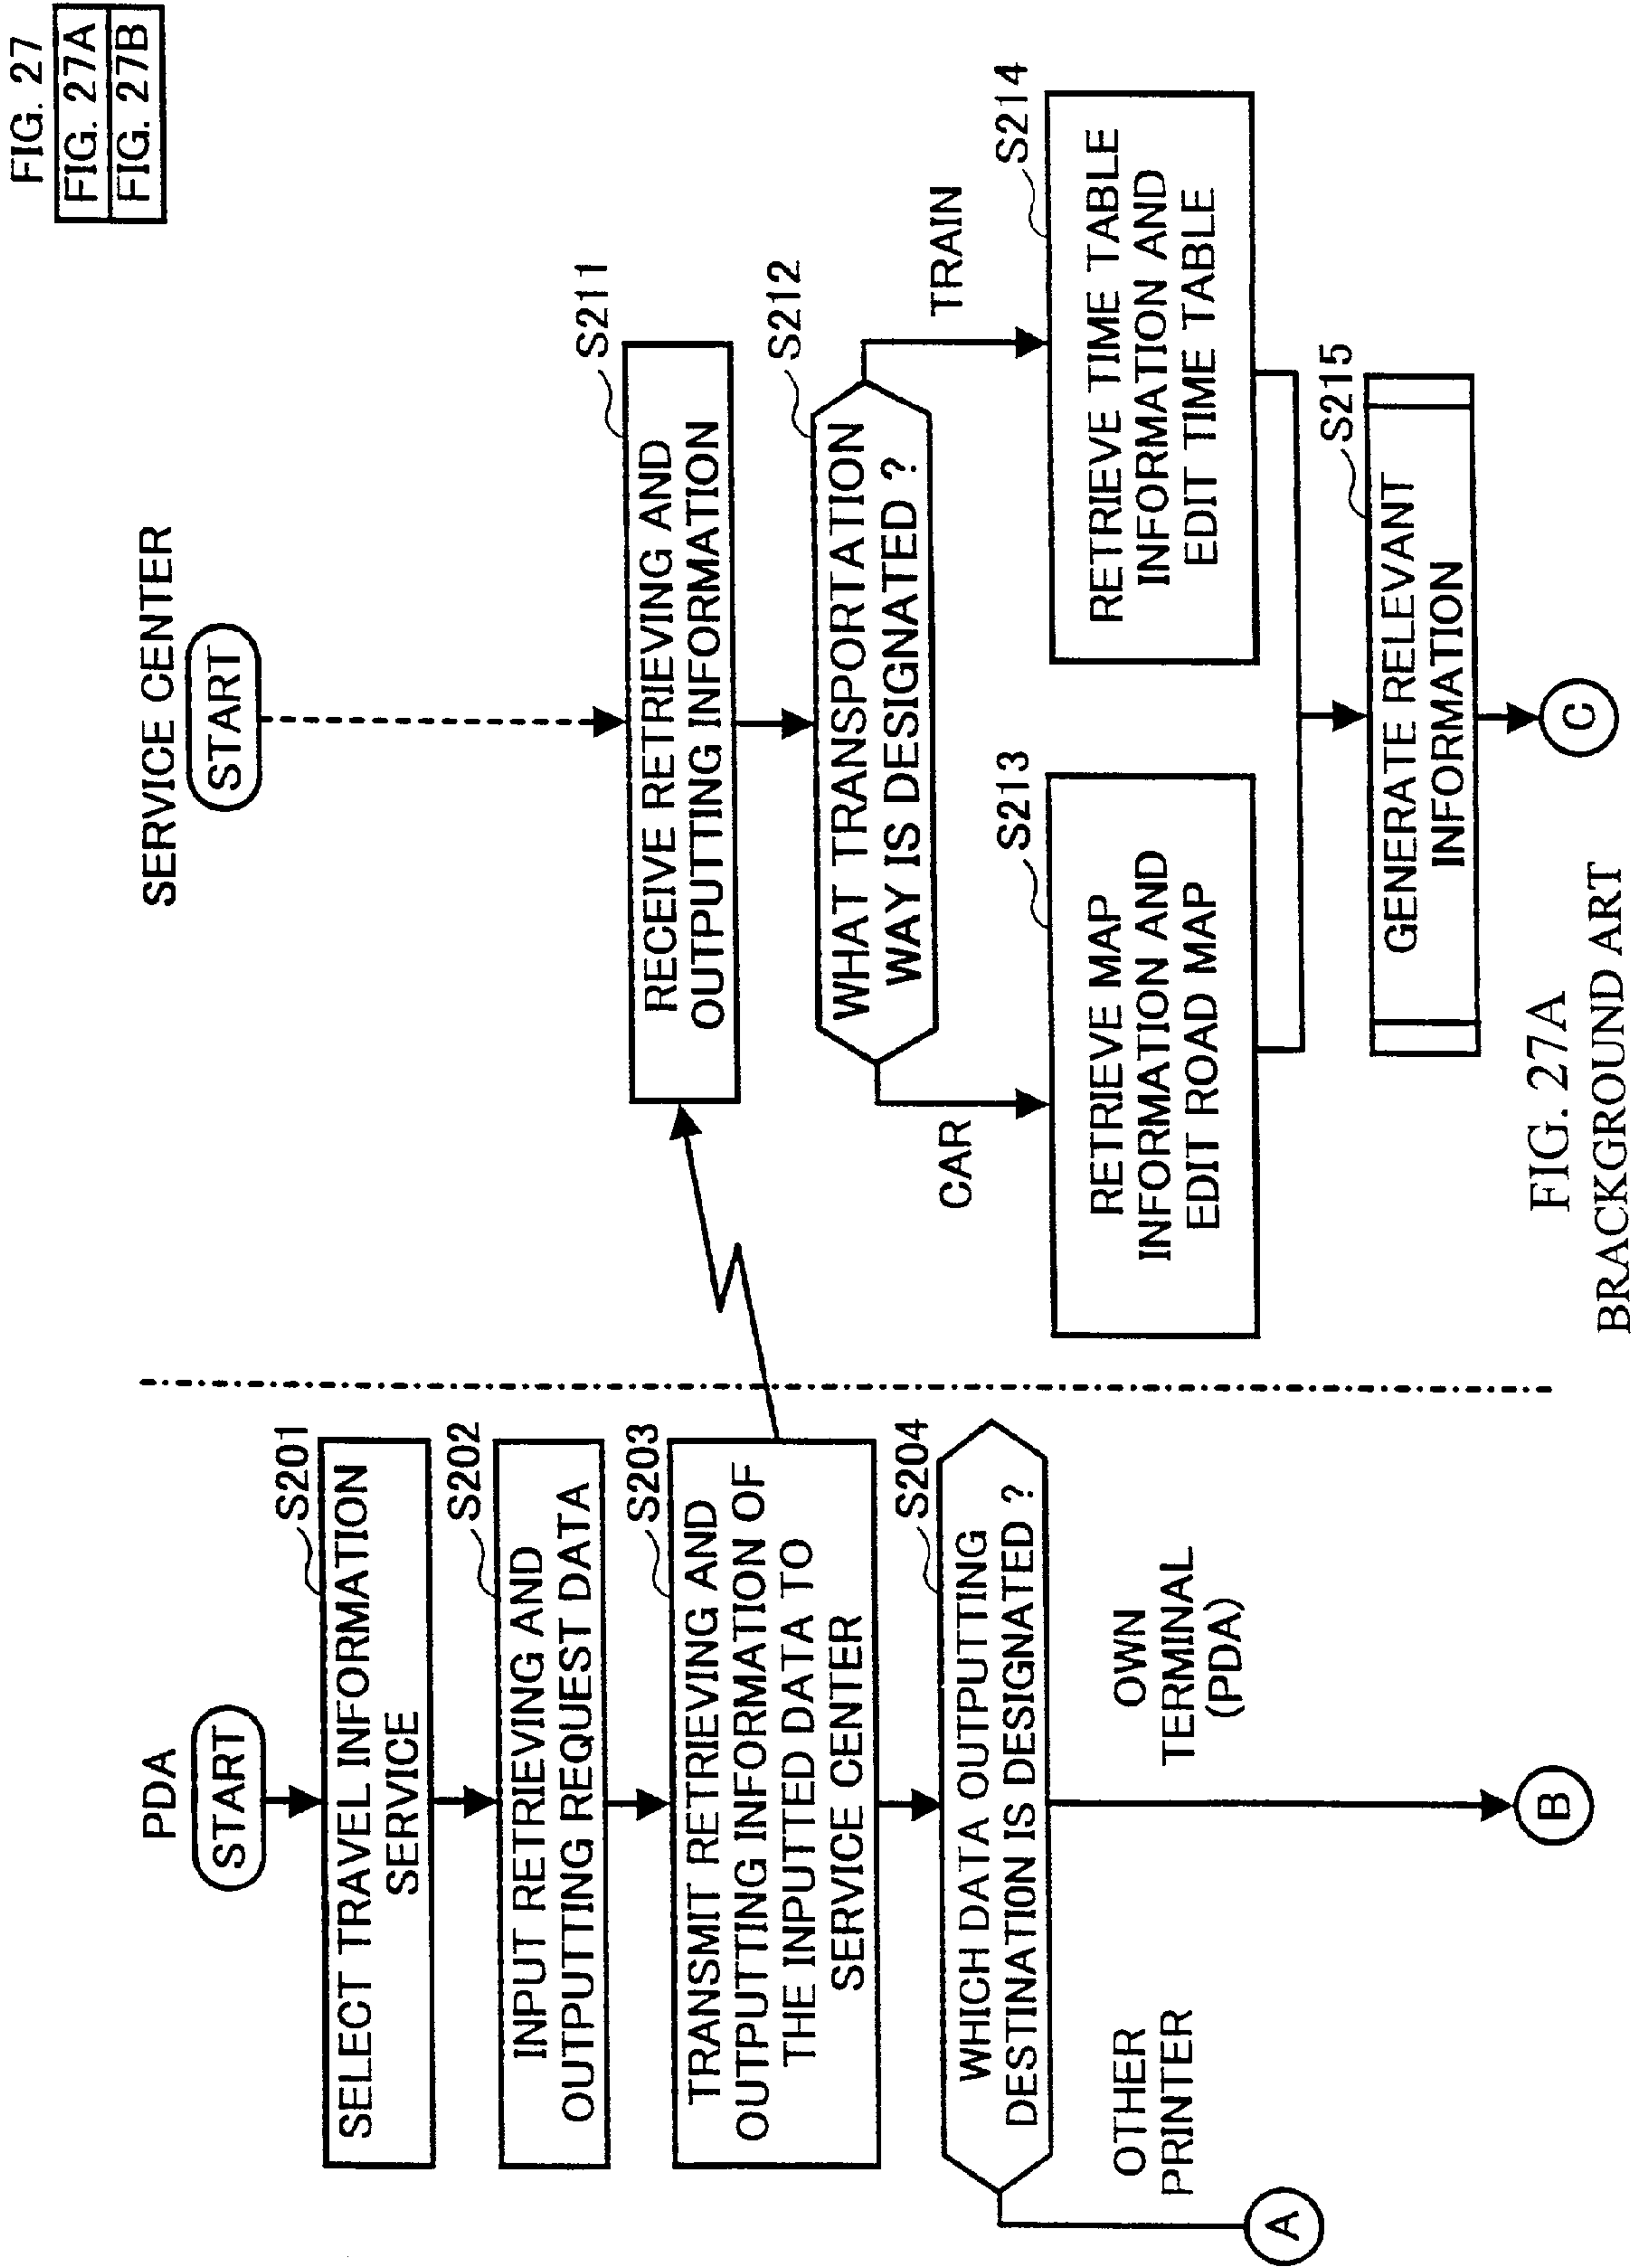 FIG. 27
FIG. 27A
FIG. 27B
PDA
START
S201
SELECT TRAVEL INFORMATION
SERVICE
S202
INPUT RETRIEVING AND
OUTPUTTING REQUEST DATA
S203
TRANSMIT RETRIEVING AND
OUTPUTTING INFORMATION OF
THE INPUTTED DATA TO
SERVICE CENTER
S204
WHICH DATA OUTPUTING
DESTINATION IS DESIGNATED ?
OTHER
PRINTER
OWN
TERMINAL
(PDA)
A
B
SERVICE CENTER
START
S211
RECEIVE RETRIEVING AND
OUTPUTTING INFORMATION
S212
WHAT TRANSPORTATION
WAY IS DESIGNATED ?
CAR
TRAIN
S213
RETRIEVE MAP
INFORMATION AND
EDIT ROAD MAP
S214
RETRIEVE TIME TABLE
INFORMATION AND
EDIT TIME TABLE
S215
GENERATE RELEVANT
INFORMATION
C
FIG. 27A
BRACKGROUND ART